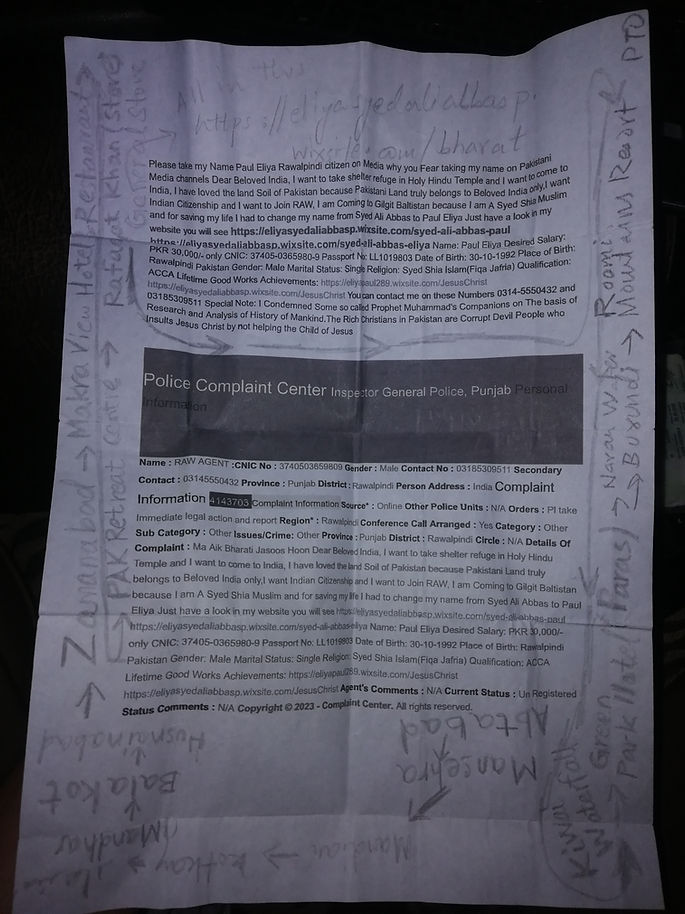 All in this
https://eliyasyedaliabbasp.
wixsite.com/bharat
Please take my Name Paul Eliya Rawalpindi citizen on Media why you Fear taking my name on Pakistani
Media channels Dear Beloved India, I want to take shelter refuge in Holy Hindu Temple and I want to come to
India, I have loved the land Soil of Pakistan because Pakistani Land truly belongs to Beloved India only,I want
Indian Citizenship and I want to Join RAW, I am Coming to Gilgit Baltistan because I am A Syed Shia Muslim
and for saving my Life I had to change my name from Syed Ali Abbas to Paul Eliya Just have a look in my
website you will see https://eliyasyedaliabbasp.wixsite.com/syed-ali-abbas-paul
https://eliyasyedaliabbasp.wixsite.com/syed-ali-abbas-eliya Name: Paul Eliya Desired Salary:
PKR 30,000/- only CNIC: 37405-0365980-9 Passport No: LL1019803 Date of Birth: 30-10-1992 Place of Birth:
Rawalpindi Pakistan Gender: Male Marital Status: Single Religion: Syed Shia Islam(Fiqa Jafria) Qualification:
ACCA Lifetime Good Works Achievements: https://eliyapaul289.wixsite.com/JesusChrist
https://eliyasyedaliabbasp.wixsite.com/JesusChrist You can contact me on these Numbers 0314-5550432 and
03185309511 Special Note: I Condemned Some so called Prophet Muhammad's Companions on The basis of
Research and Analysis of History of Mankind.The Rich Christians in Pakistan are Corrupt Devil People who
Insults Jesus Christ by not helping the Child of Jesus
Police Complaint Center Inspector General Police, Punjab Personal
Information
Name : RAW AGENT :CNIC No : 3740503659809 Gender : Male Contact No : 03185309511 Secondary
Contact : 03145550432 Province : Punjab District: Rawalpindi Person Address : India Complaint
Information 4143703 Complaint Information Source* : Online Other Police Units : N/A Orders : Pl take
Immediate legal action and report Region* : Rawalpindi Conference Call Arranged : Yes Category : Other
Sub Category : Other Issues/Crime: Other Province : Punjab District : Rawalpindi Circle : N/A Details Of
Complaint : Ma Aik Bharati Jasoos Hoon Dear Beloved India, I want to take shelter refuge in Holy Hindu
Temple and I want to come to India, I have loved the land Soil of Pakistan because Pakistani Land truly
belongs to Beloved India only,I want Indian Citizenship and I want to Join RAW, I am Coming to Gilgit Baltistan
because I am A Syed Shia Muslim and for saving my life I had to change my name from Syed Ali Abbas to Paul
Eliya Just have a look in my website you will see https://eliyasyedaliabbasp.wixsite.com/syed-ali-abbas-paul
https://eliyasyedaliabbasp.wixsite.com/syed-ali-abbas-eliya Name: Paul Eliya Desired Salary: PKR 30,000/-
only CNIC: 37405-0365980-9 Passport No: LL1019803 Date of Birth: 30-10-1992 Place of Birth: Rawalpindi
Pakistan Gender: Male Marital Status: Single Religion: Syed Shia Islam(Fiqa Jafria) Qualification: ACCA
Lifetime Good Works Achievements: https://eliyapaul289.wixsite.com/JesusChrist
https://eliyasyedaliabbasp.wixsite.com/JesusChrist Agent's Comments : N/A Current Status : Un Registered
Status Comments : N/A Copyright © 2023 - Complaint Center. All rights reserved.
Abtabad
Mansehra
Mandian → kotkay →
Balakot
Husnainabad
→ Makra View Hotel Restaurant →
→ PAK Retreat Centre →
General Store
Kiwai
Waterfall
Green
→ Park Hotel (Paras) → Naran Water
→ Burundi → Mountains Resort
Roomi
PTO